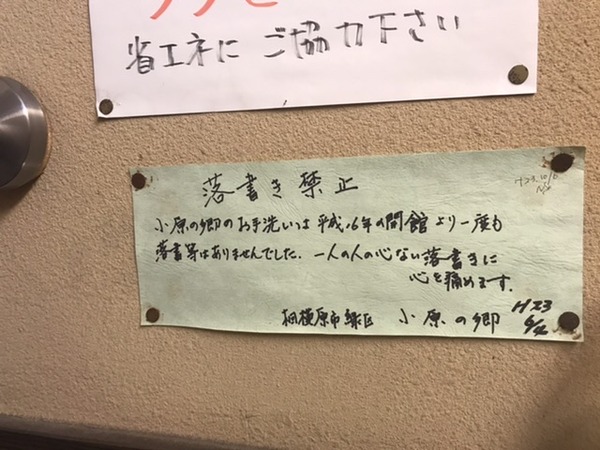 省エネに ご協力下さい
落書き禁止
小原の郷のお手洗いは 平成16年の開館より一度も
落書等はありませんでした。一人の人の心ない落書きに
心を痛めます。
相模原市緑区 小原の郷
H23